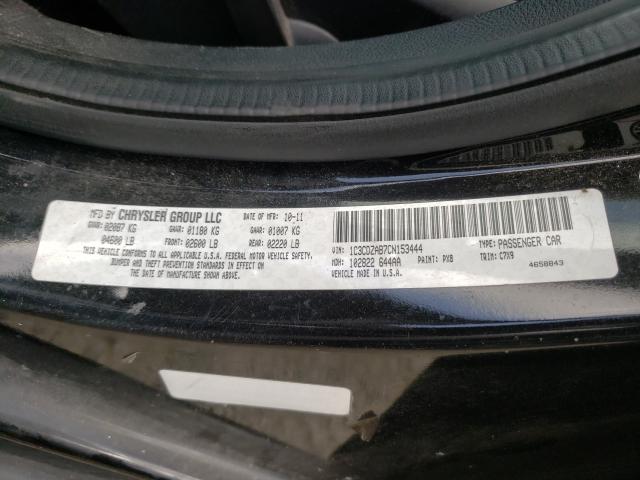 MFD BY CHRYSLER GROUP LLC DATE OF MFR: 10-11
GVWR: 02087 KG GAWR: 01180 KG GAWR: 01007 KG
04600 LB FRONT: 02600 LB REAR: 02220 LB
THIS VEHICLE CONFORMS TO ALL APPLICABLE U.S.A. FEDERAL MOTOR VEHICLE SAFETY,
BUMPER AND THEFT PREVENTION STANDARDS IN EFFECT ON
THE DATE OF MANUFACTURE SHOWN ABOVE.
1C3CDZAB7CN153444 TYPE: PASSENGER CAR
MDH: 102822 644AA PAINT: PX8 TRIM: C7X9
VEHICLE MADE IN U.S.A. 4658843